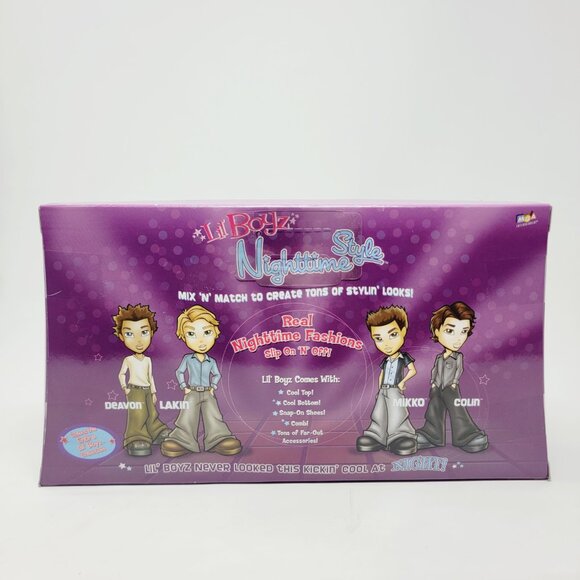 Lil' Boyz
Nighttime Style
MGA
MIX 'N' MATCH TO CREATE TONS OF STYLIN' LOOKS!
Real
Nighttime Fashions
Slip On 'N' Off!
Lil' Boyz Comes With:
Cool Top!
Cool Bottom!
Snap-On Shoes!
Comb!
Tons of Far-Out
Accessories!
DEAVON
LAKIN
MIKKO
COLIN
LIL' BOYZ NEVER LOOKED THIS KICKIN' COOL AT NIGHT!